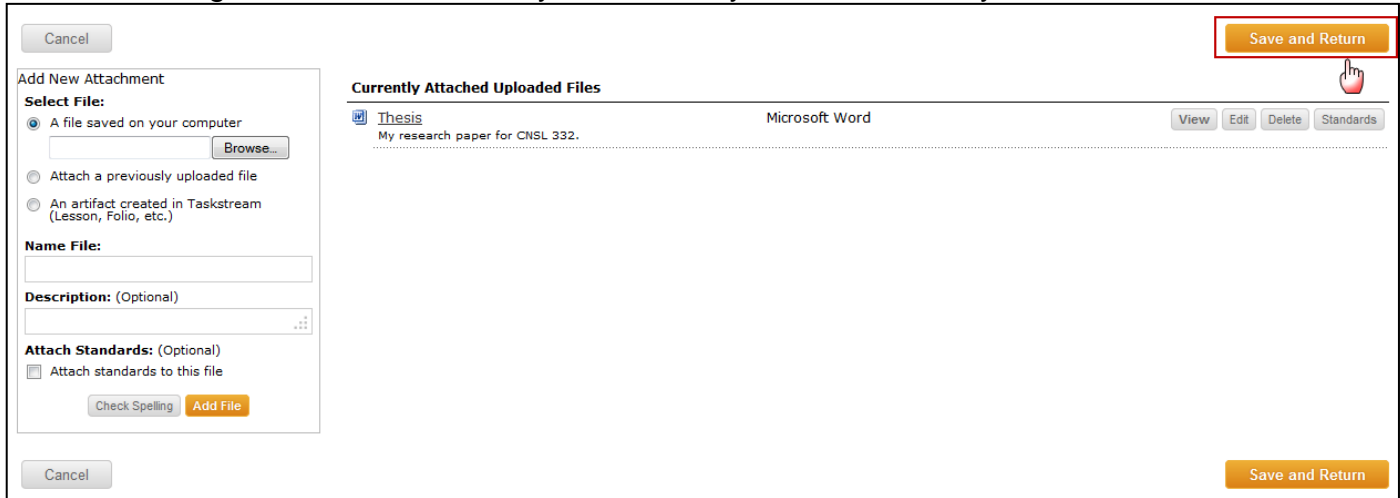 Cancel
Save and Return
Add New Attachment
Select File:
A file saved on your computer
Browse...
Attach a previously uploaded file
An artifact created in Taskstream
(Lesson, Folio, etc.)
Name File:
Description: (Optional)
Attach Standards: (Optional)
Attach standards to this file
Check Spelling Add File
Currently Attached Uploaded Files
Thesis Microsoft Word View Edit Delete Standards
My research paper for CNSL 332.
Cancel
Save and Return